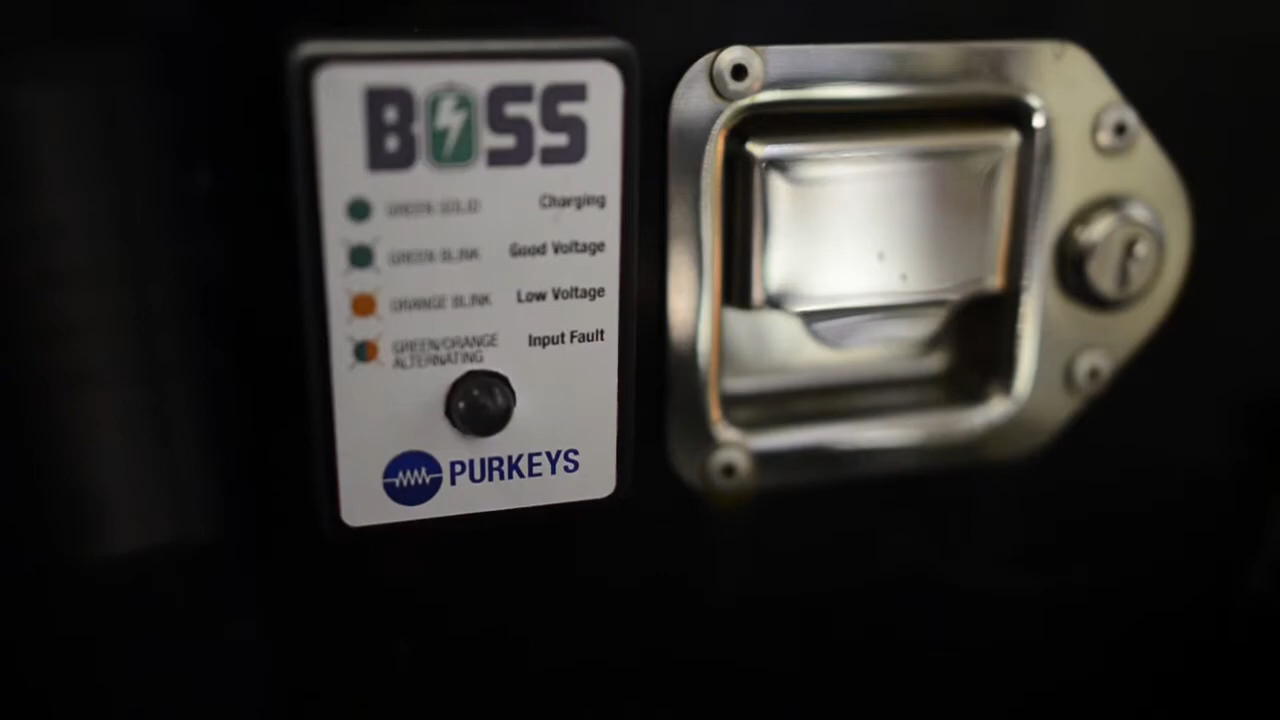 BOSS
GREEN SOLID Charging
GREEN BLINK Good Voltage
ORANGE BLINK Low Voltage
GREEN/ORANGE Input Fault
ALTERNATING
PURKEYS